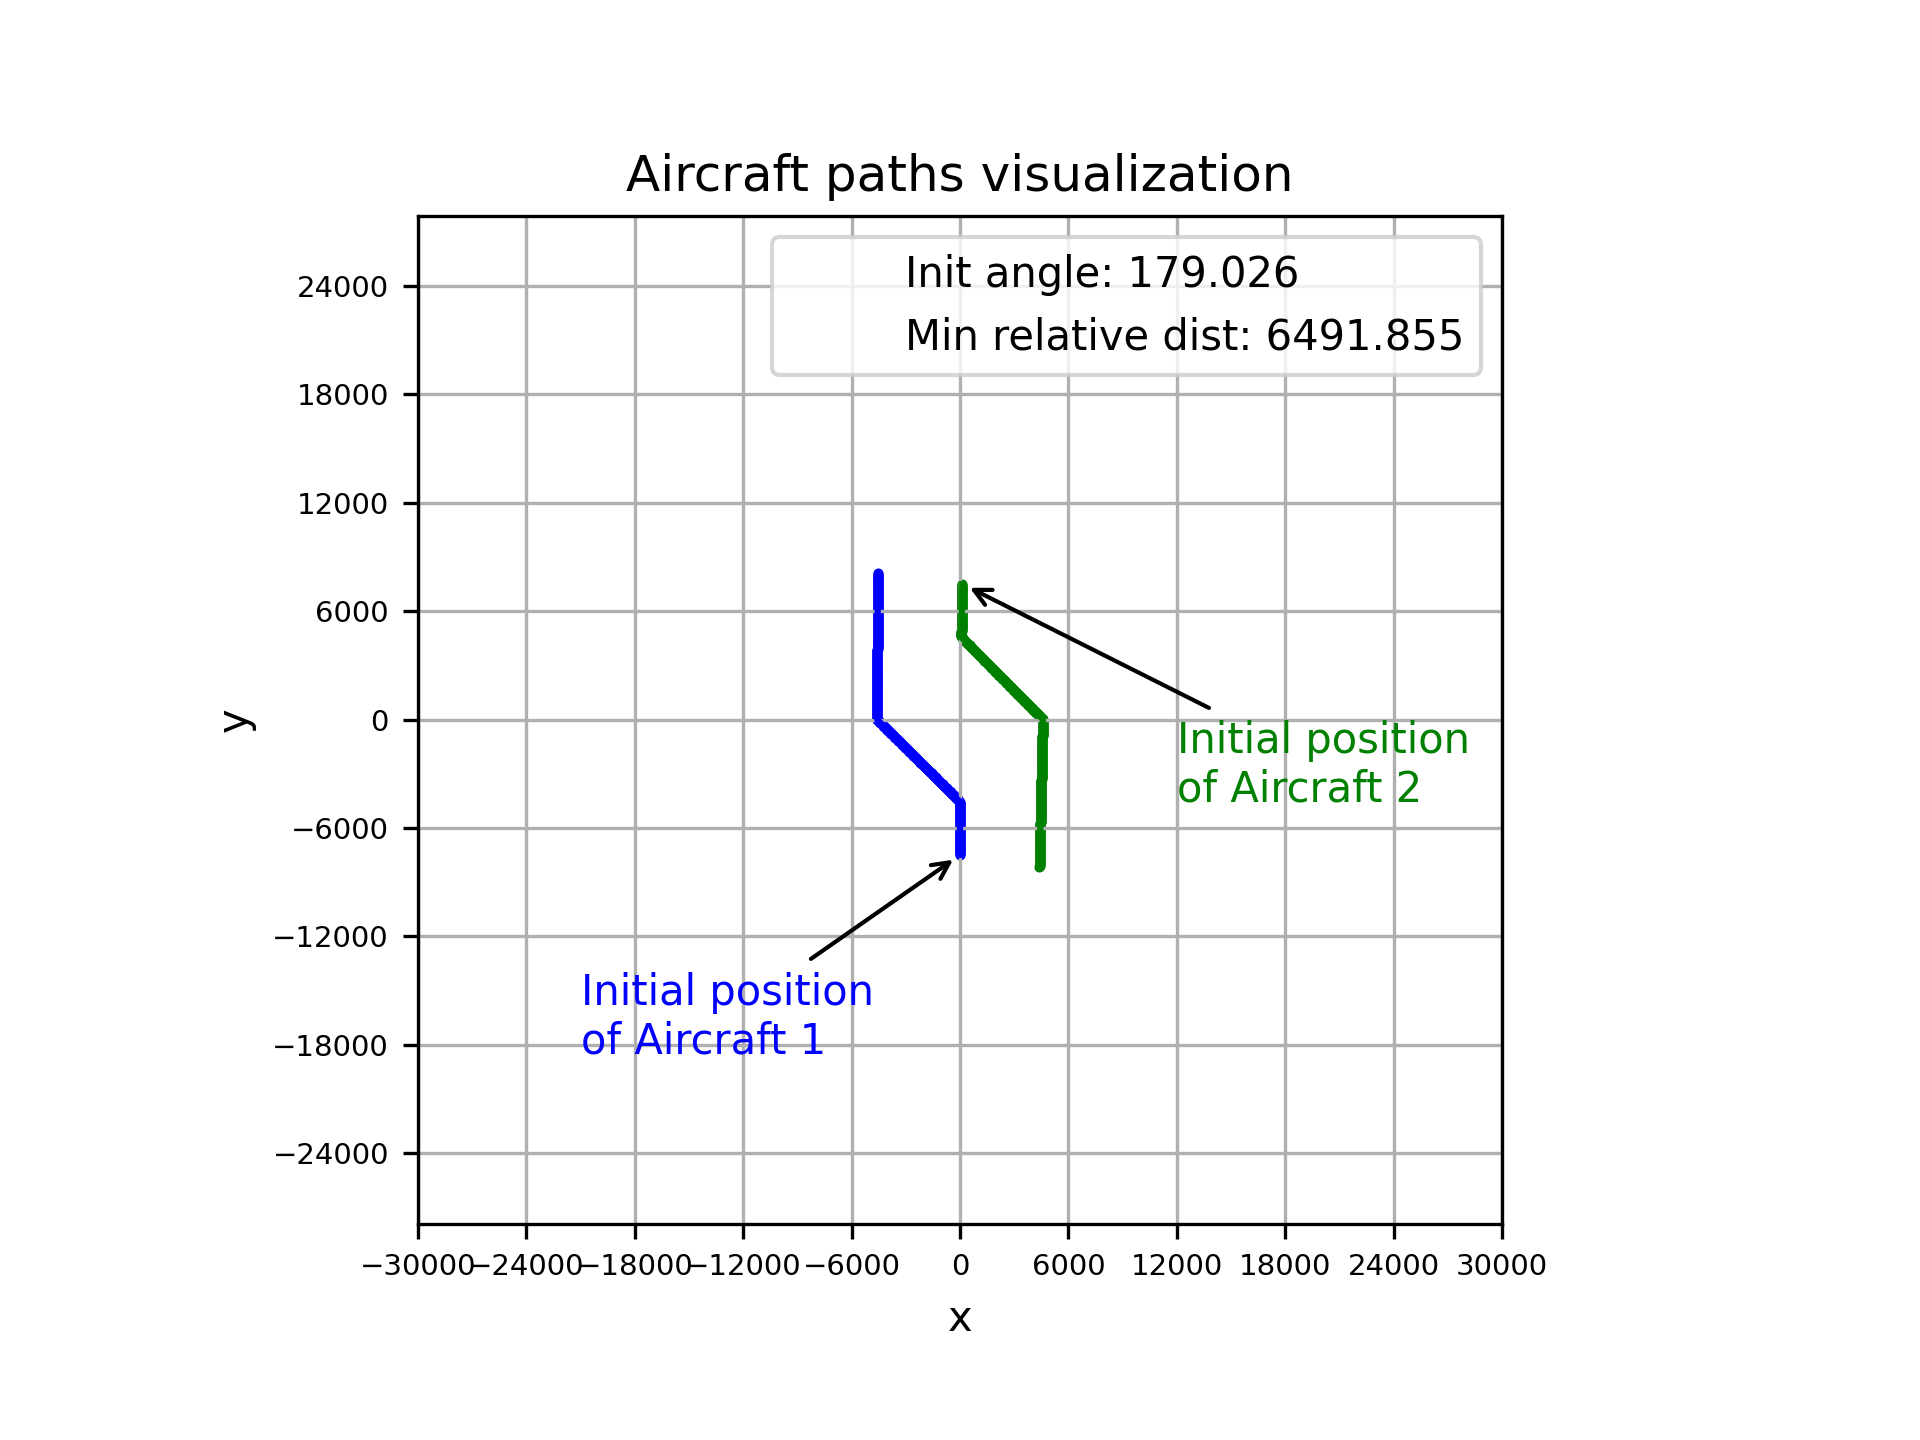 Aircraft paths visualization
Init angle: 179.026
Min relative dist: 6491.855
24000
18000
12000
6000
0
−6000
−12000
−18000
−24000
y
Initial position
of Aircraft 2
Initial position
of Aircraft 1
−30000 −24000 −18000 −12000 −6000 0 6000 12000 18000 24000 30000
x